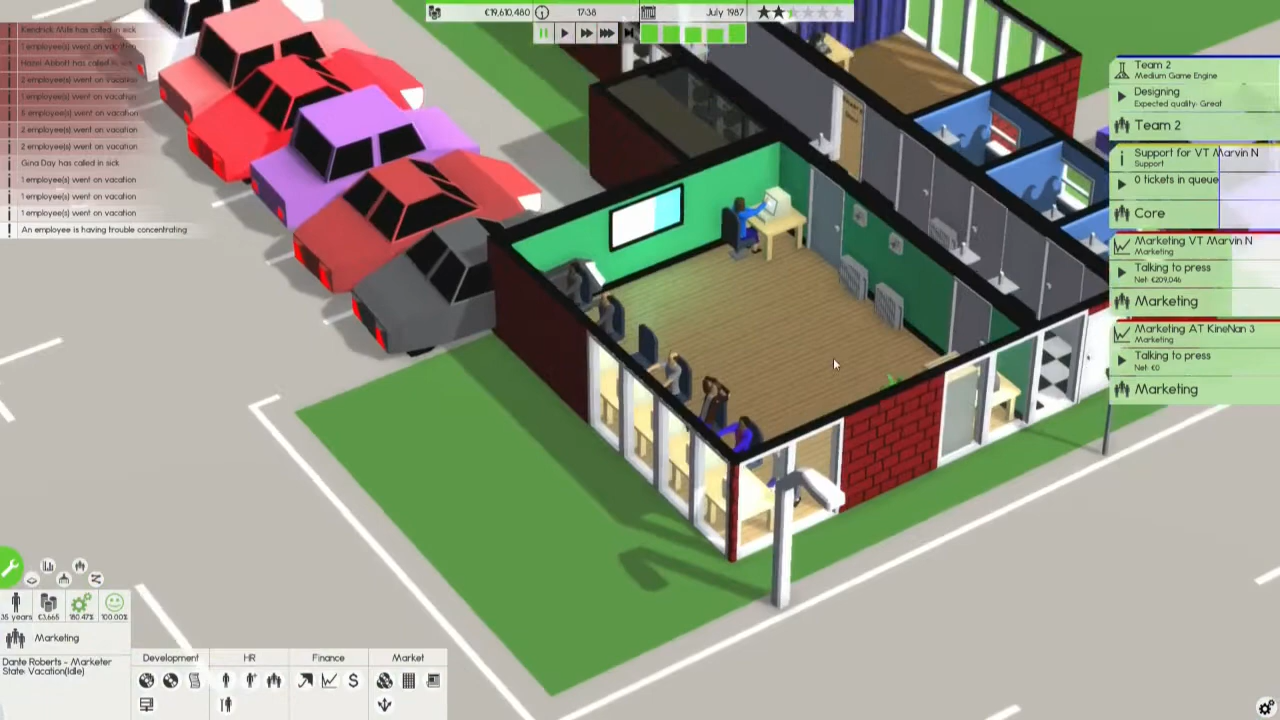 €19,610,480
17:38
July 1987
Kendrick Mills has called in sick
1 employee(s) went on vacation
Hazel Abbott has called in sick
2 employee(s) went on vacation
1 employee(s) went on vacation
5 employee(s) went on vacation
2 employee(s) went on vacation
2 employee(s) went on vacation
Gina Day has called in sick
1 employee(s) went on vacation
1 employee(s) went on vacation
1 employee(s) went on vacation
An employee is having trouble concentrating
Team 2
Medium Game Engine
Designing
Expected quality: Great
Team 2
Support for VT Marvin N
Support
0 tickets in queue
Core
Marketing VT Marvin N
Marketing
Talking to press
Net: €209,046
Marketing
Marketing AT KineNan 3
Marketing
Talking to press
Net: €0
Marketing
35 years
€3,665
180.47%
100.00%
Marketing
Dante Roberts - Marketer
State: Vacation(Idle)
Development
HR
Finance
Market